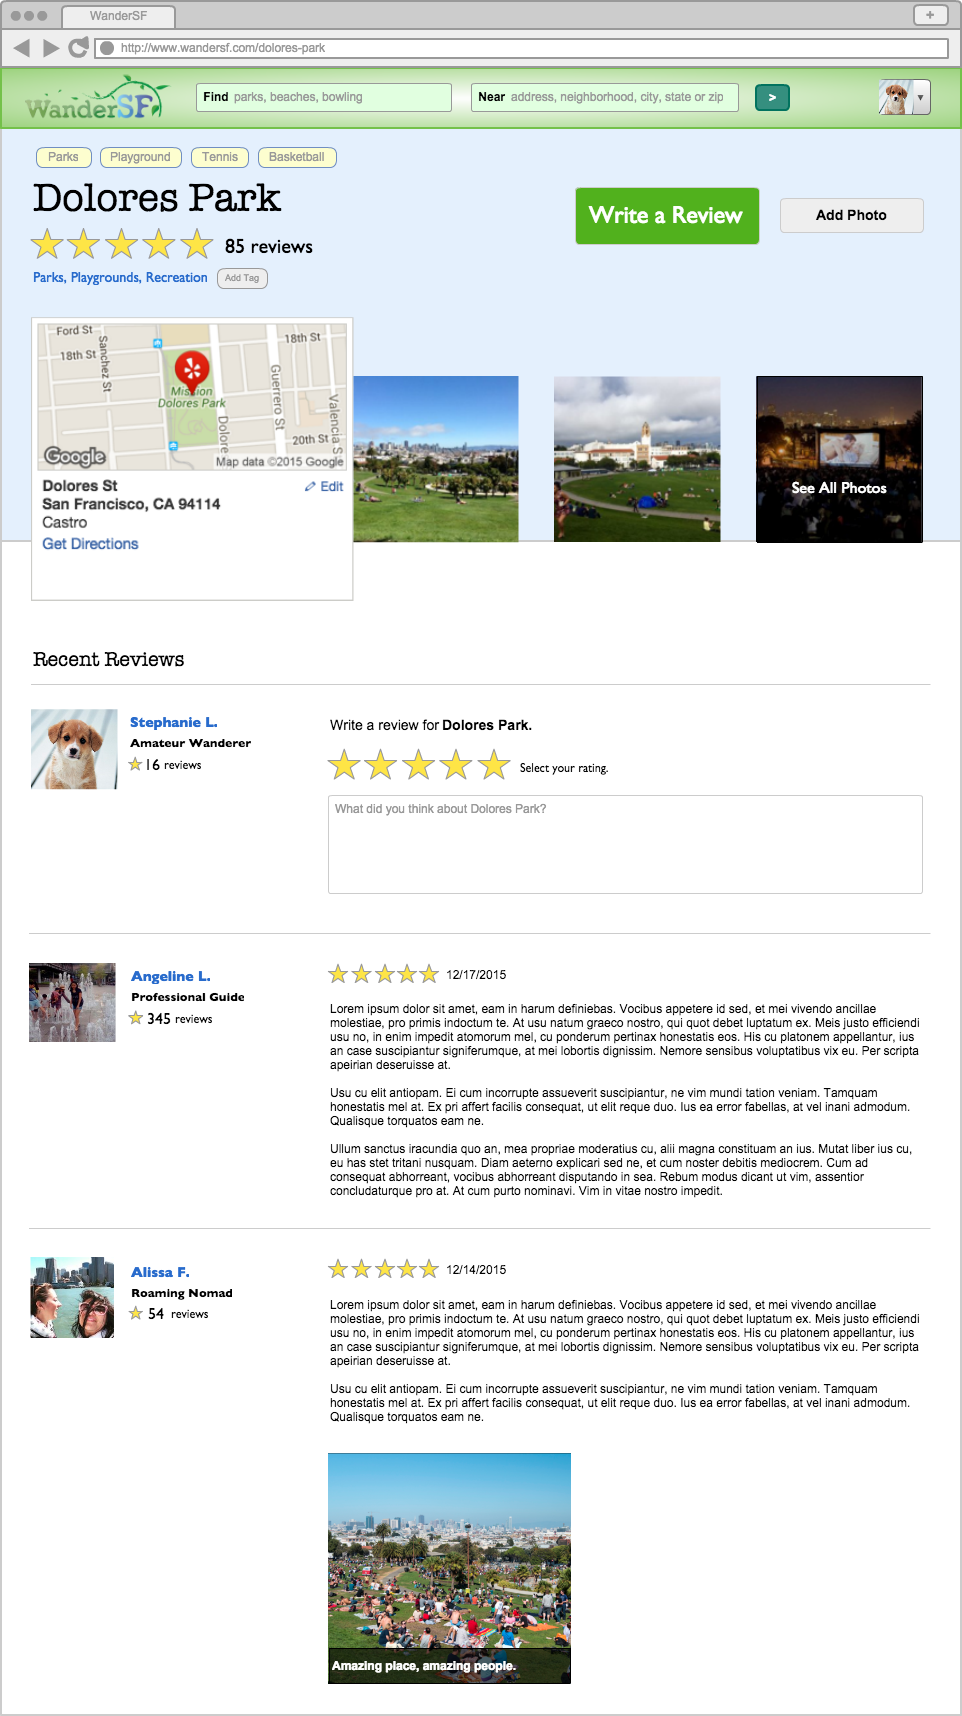 WanderSF
+
http://www.wandersf.com/dolores-park
WanderSF
Find parks, beaches, bowling
Near address, neighborhood, city, state or zip
>
Parks
Playground
Tennis
Basketball
Dolores Park
85 reviews
Write a Review
Add Photo
Parks, Playgrounds, Recreation
Add Tag
Ford St
18th St
18th St
Sanchez St
Guerrero St
Mission
Dolores Park
Dolore
Valencia S
20th St
Google
Map data ©2015 Google
Dolores St
Edit
San Francisco, CA 94114
Castro
Get Directions
See All Photos
Recent Reviews
Stephanie L.
Amateur Wanderer
16 reviews
Write a review for Dolores Park.
Select your rating.
What did you think about Dolores Park?
Angeline L.
Professional Guide
345 reviews
12/17/2015
Lorem ipsum dolor sit amet, eam in harum definiebas. Vocibus appetere id sed, et mei vivendo ancillae
molestiae, pro primis indoctum te. At usu natum graeco nostro, qui quot debet luptatum ex. Meis justo efficiendi
usu no, in enim impedit atomorum mel, cu ponderum pertinax honestatis eos. His cu platonem appellantur, ius
an case suscipiantur signiferumque, at mei lobortis dignissim. Nemore sensibus voluptatibus vix eu. Per scripta
apeirian deseruisse at.
Usu cu elit antiopam. Ei cum incorrupte assueverit suscipiantur, ne vim mundi tation veniam. Tamquam
honestatis mel at. Ex pri affert facilis consequat, ut elit reque duo. Ius ea error fabellas, at vel inani admodum.
Qualisque torquatos eam ne.
Ullum sanctus iracundia quo an, mea propriae moderatius cu, alii magna constituam an ius. Mutat liber ius cu,
eu has stet tritani nusquam. Diam aeterno explicari sed ne, et cum noster debitis mediocrem. Cum ad
consequat abhorreant, vocibus abhorreant disputando in sea. Rebum modus dicant ut vim, assentior
concludaturque pro at. At cum purto nominavi. Vim in vitae nostro impedit.
Alissa F.
Roaming Nomad
54 reviews
12/14/2015
Lorem ipsum dolor sit amet, eam in harum definiebas. Vocibus appetere id sed, et mei vivendo ancillae
molestiae, pro primis indoctum te. At usu natum graeco nostro, qui quot debet luptatum ex. Meis justo efficiendi
usu no, in enim impedit atomorum mel, cu ponderum pertinax honestatis eos. His cu platonem appellantur, ius
an case suscipiantur signiferumque, at mei lobortis dignissim. Nemore sensibus voluptatibus vix eu. Per scripta
apeirian deseruisse at.
Usu cu elit antiopam. Ei cum incorrupte assueverit suscipiantur, ne vim mundi tation veniam. Tamquam
honestatis mel at. Ex pri affert facilis consequat, ut elit reque duo. Ius ea error fabellas, at vel inani admodum.
Qualisque torquatos eam ne.
Amazing place, amazing people.